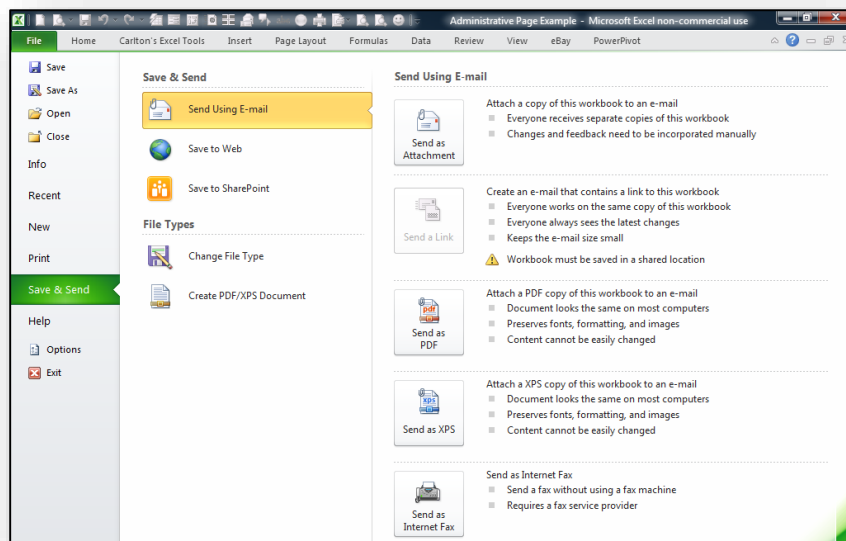 Administrative Page Example - Microsoft Excel non-commercial use
File Home Carlton's Excel Tools Insert Page Layout Formulas Data Review View eBay PowerPivot
Save
Save As
Open
Close
Info
Recent
New
Print
Save & Send
Help
Options
Exit
Save & Send
Send Using E-mail
Save to Web
Save to SharePoint
File Types
Change File Type
Create PDF/XPS Document
Send Using E-mail
Send as
Attachment
Attach a copy of this workbook to an e-mail
Everyone receives separate copies of this workbook
Changes and feedback need to be incorporated manually
Send a Link
Create an e-mail that contains a link to this workbook
Everyone works on the same copy of this workbook
Everyone always sees the latest changes
Keeps the e-mail size small
Workbook must be saved in a shared location
pdf
Send as
PDF
Attach a PDF copy of this workbook to an e-mail
Document looks the same on most computers
Preserves fonts, formatting, and images
Content cannot be easily changed
xps
Send as XPS
Attach a XPS copy of this workbook to an e-mail
Document looks the same on most computers
Preserves fonts, formatting, and images
Content cannot be easily changed
Send as
Internet Fax
Send as Internet Fax
Send a fax without using a fax machine
Requires a fax service provider